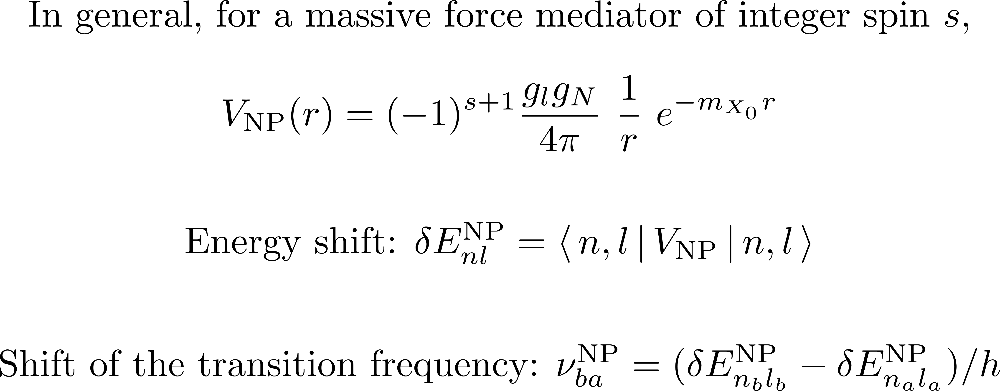 In general, for a massive force mediator of integer spin $s$,
$V_{\mathrm{NP}}(r) = (-1)^{s+1} \frac{g_l g_N}{4\pi} \frac{1}{r} e^{-m_{X_0} r}$
Energy shift: $\delta E_{nl}^{\mathrm{NP}} = \langle\, n, l \,|\, V_{\mathrm{NP}} \,|\, n, l \,\rangle$
Shift of the transition frequency: $\nu_{ba}^{\mathrm{NP}} = (\delta E_{n_b l_b}^{\mathrm{NP}} - \delta E_{n_a l_a}^{\mathrm{NP}})/h$